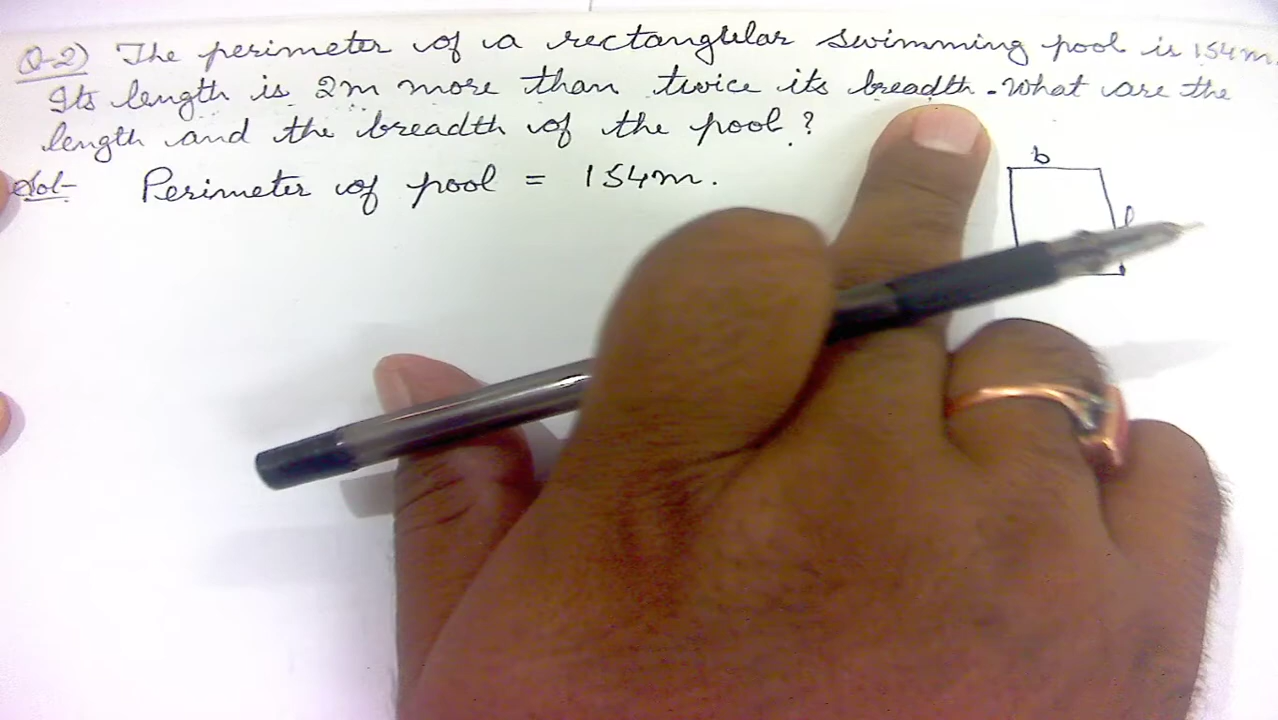 Q-2) The perimeter of a rectangular swimming pool is 154m.
Its length is 2m more than twice its breadth. What are the
length and the breadth of the pool?
Sol- Perimeter of pool = 154m.
b
l